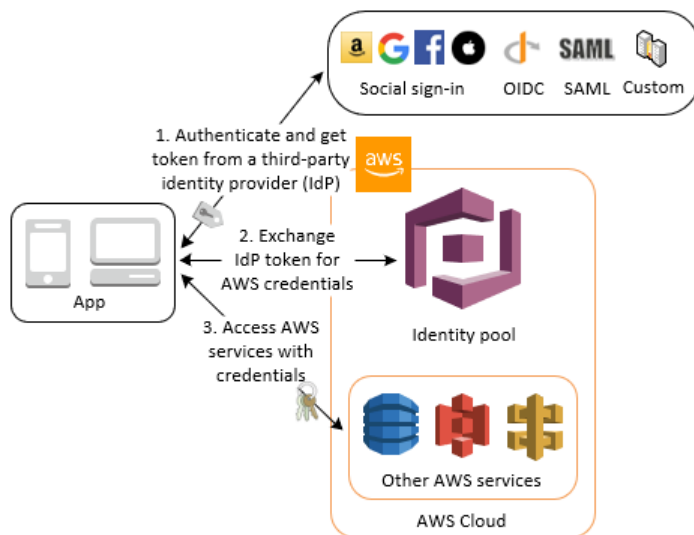 a
G
f
SAML
Social sign-in
OIDC
SAML
Custom
1. Authenticate and get
token from a third-party
identity provider (IdP)
aws
2. Exchange
IdP token for
AWS credentials
App
Identity pool
3. Access AWS
services with
credentials
Other AWS services
AWS Cloud